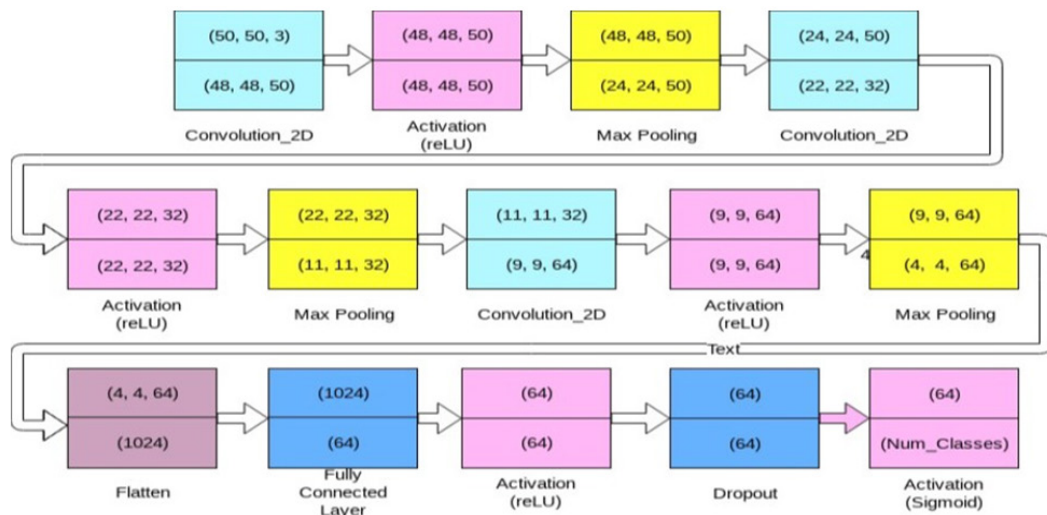 (50, 50, 3)
(48, 48, 50)
Convolution_2D
(48, 48, 50)
(48, 48, 50)
Activation
(reLU)
(48, 48, 50)
(24, 24, 50)
Max Pooling
(24, 24, 50)
(22, 22, 32)
Convolution_2D
(22, 22, 32)
(22, 22, 32)
Activation
(reLU)
(22, 22, 32)
(11, 11, 32)
Max Pooling
(11, 11, 32)
(9, 9, 64)
Convolution_2D
(9, 9, 64)
(9, 9, 64)
Activation
(reLU)
4
(9, 9, 64)
(4, 4, 64)
Max Pooling
Text
(4, 4, 64)
(1024)
Flatten
(1024)
(64)
Fully
Connected
Layer
(64)
(64)
Activation
(reLU)
(64)
(64)
Dropout
(64)
(Num_Classes)
Activation
(Sigmoid)